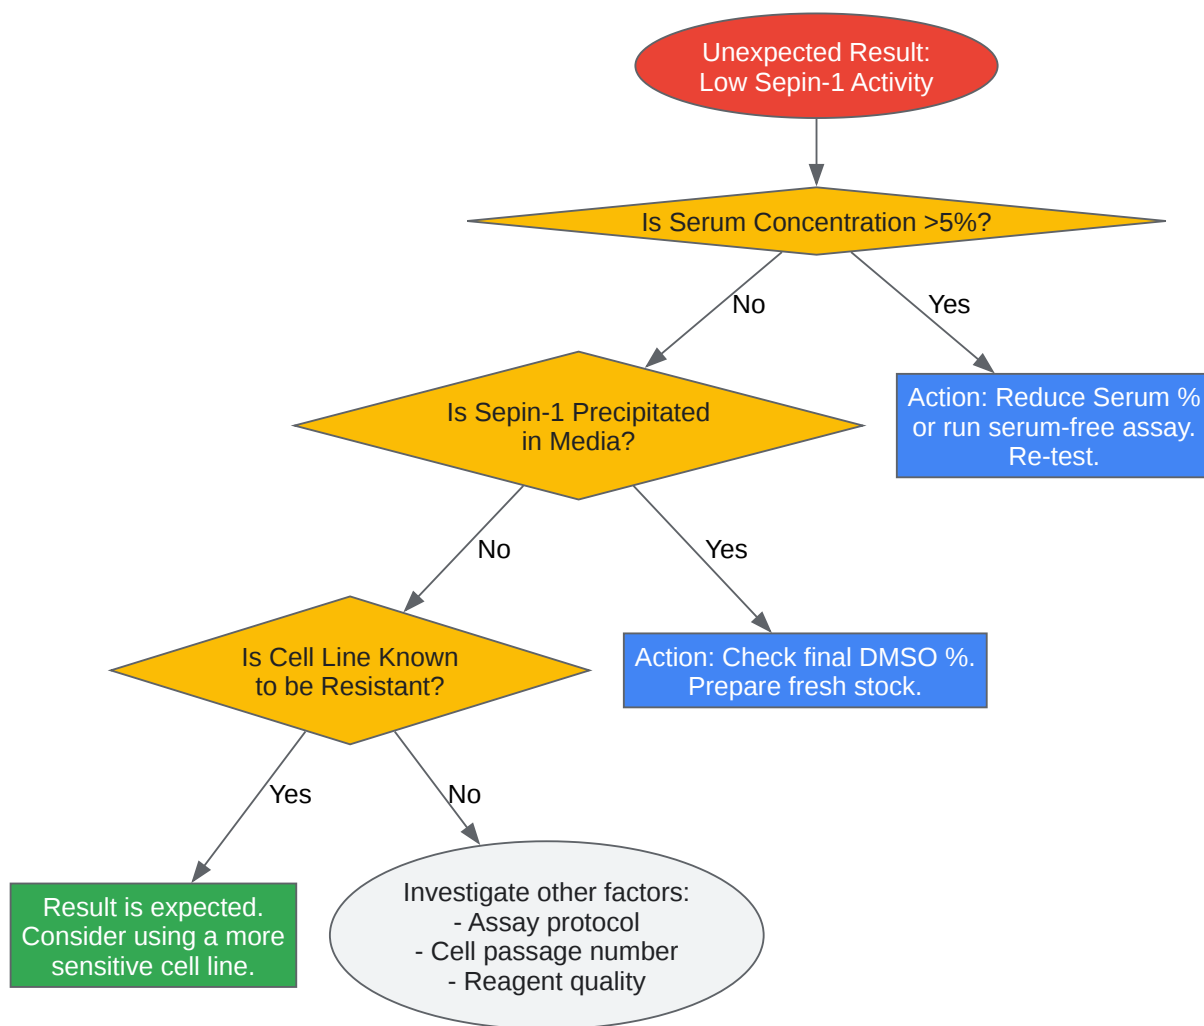 Unexpected Result:
Low Sepin-1 Activity
Is Serum Concentration >5%?
No
Yes
Is Sepin-1 Precipitated
in Media?
Action: Reduce Serum %
or run serum-free assay.
Re-test.
No
Yes
Is Cell Line Known
to be Resistant?
Action: Check final DMSO %.
Prepare fresh stock.
Yes
No
Result is expected.
Consider using a more
sensitive cell line.
Investigate other factors:
- Assay protocol
- Cell passage number
- Reagent quality